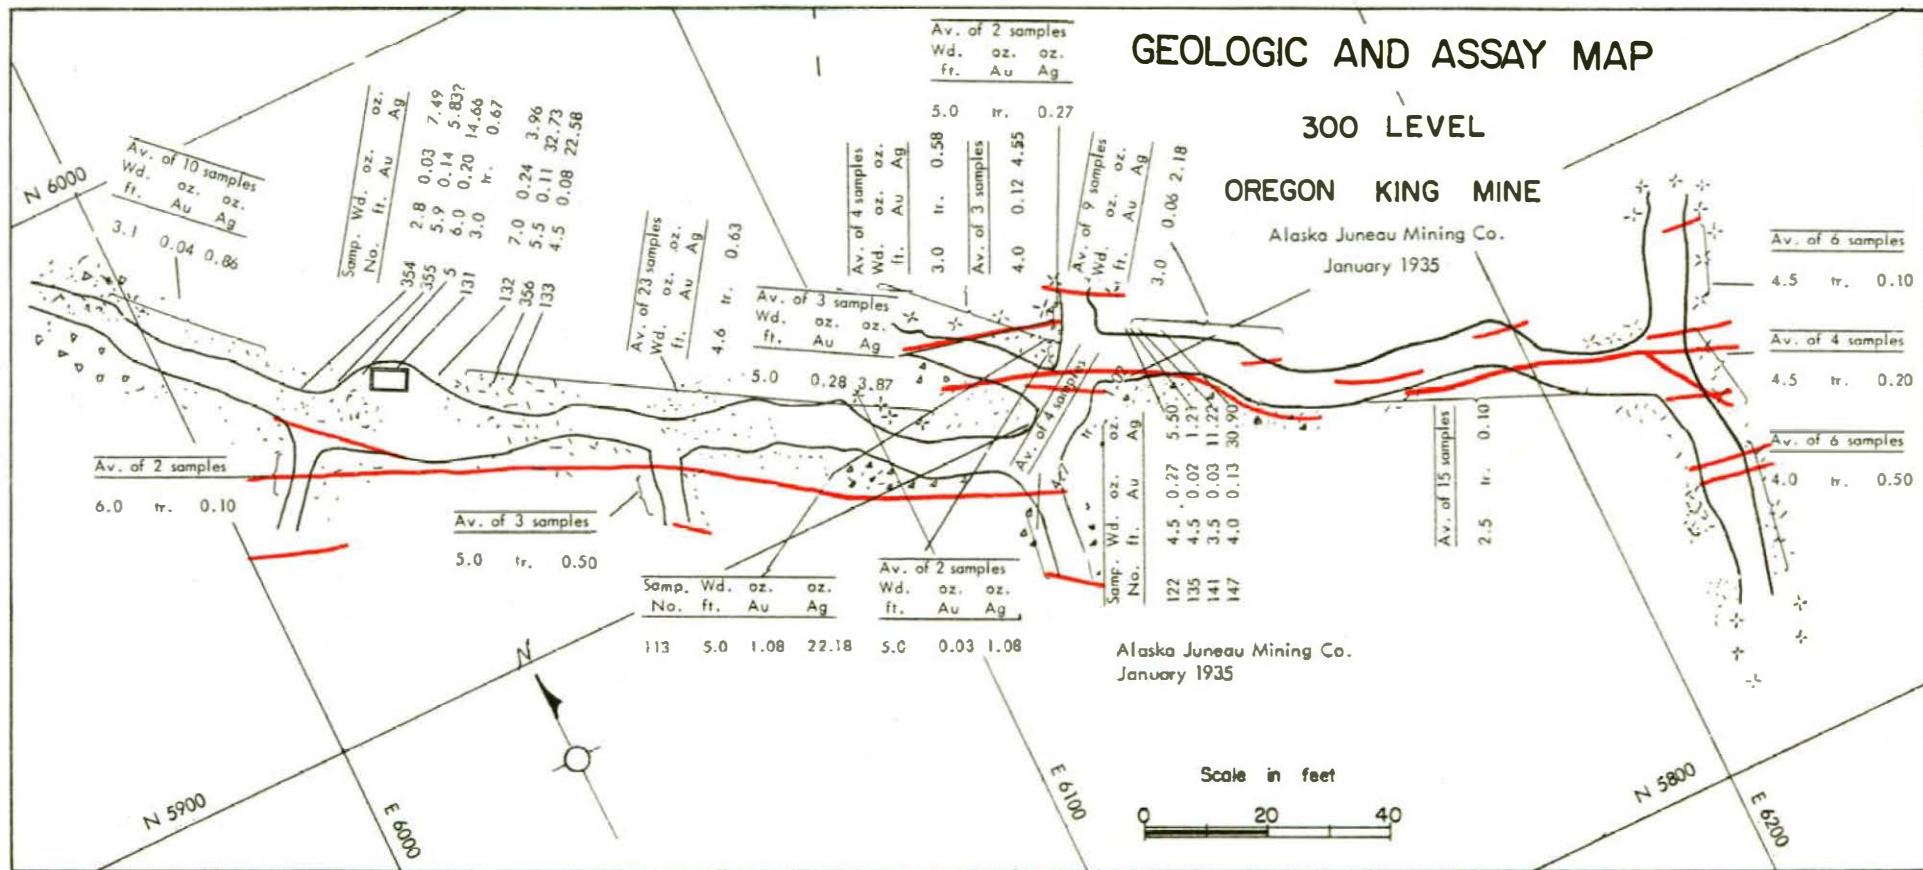 GEOLOGIC AND ASSAY MAP
300 LEVEL
OREGON KING MINE
Alaska Juneau Mining Co.
January 1935
N 6000
Av. of 10 samples
Wd. oz. oz.
ft. Au Ag
3.1 0.04 0.86
Samp. Wd. oz. oz.
No. ft. Au Ag
354 2.8 0.03 7.49
355 5.9 0.14 5.83?
5 6.0 0.20 14.66
131 3.0 tr. 0.67
132 7.0 0.24 3.96
356 5.5 0.11 32.73
133 4.5 0.08 22.58
Av. of 23 samples
Wd. oz. oz.
ft. Au Ag
4.6 tr. 0.63
Av. of 3 samples
Wd. oz. oz.
ft. Au Ag
5.0 0.28 3.87
Av. of 4 samples
Wd. oz. oz.
ft. Au Ag
3.0 tr. 0.58
Av. of 2 samples
Wd. oz. oz.
ft. Au Ag
5.0 tr. 0.27
Av. of 3 samples
4.0 0.12 4.55
Av. of 9 samples
Wd. oz. oz.
ft. Au Ag
3.0 0.06 2.18
Av. of 6 samples
4.5 tr. 0.10
Av. of 4 samples
4.5 tr. 0.20
Av. of 6 samples
4.0 tr. 0.50
Av. of 2 samples
6.0 tr. 0.10
Av. of 3 samples
5.0 tr. 0.50
Samp. Wd. oz. oz.
No. ft. Au Ag
113 5.0 1.08 22.18
Av. of 2 samples
Wd. oz. oz.
ft. Au Ag
5.0 0.03 1.08
Av. of 4 samples
tr.
Samp. Wd. oz. oz.
No. ft. Au Ag
122 4.5 0.27 5.50
135 4.5 0.02 1.21
141 3.5 0.03 11.22
147 4.0 0.13 30.90
Av. of 15 samples
2.5 tr. 0.10
Alaska Juneau Mining Co.
January 1935
N
N 5900
E 6000
E 6100
N 5800
E 6200
Scale in feet
0 20 40